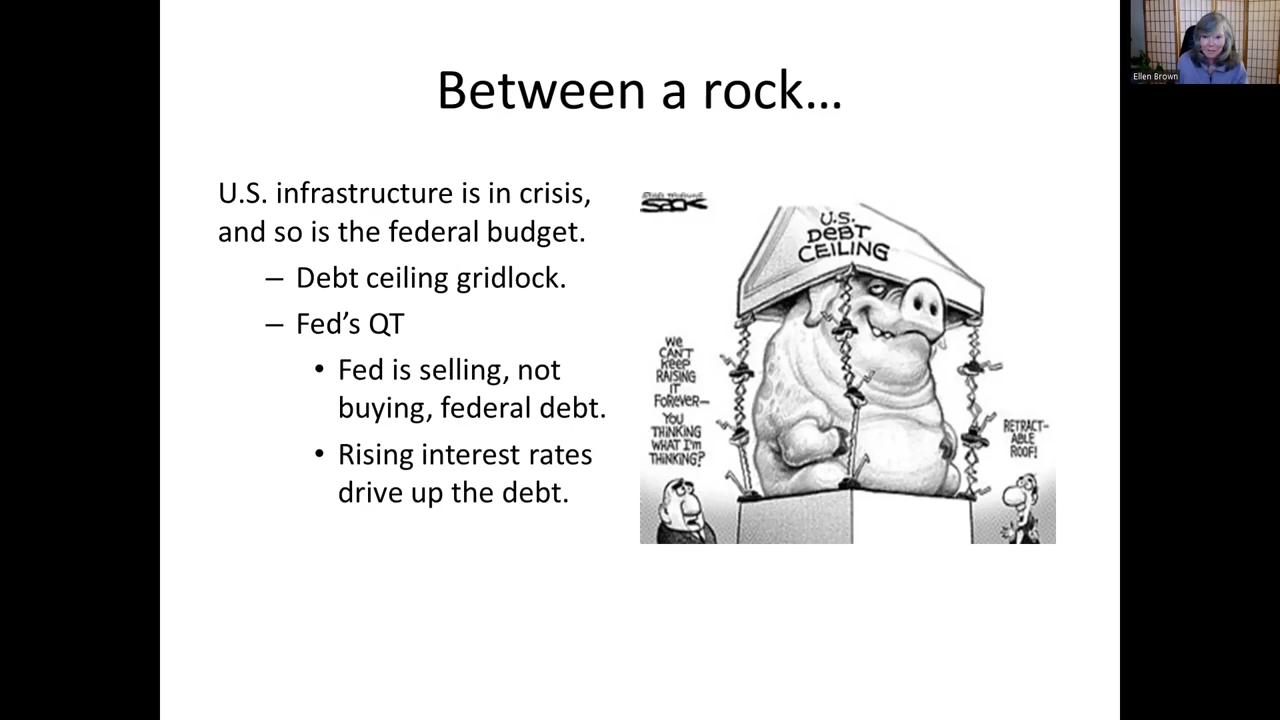 Between a rock...
U.S. infrastructure is in crisis,
and so is the federal budget.
– Debt ceiling gridlock.
– Fed's QT
• Fed is selling, not
buying, federal debt.
• Rising interest rates
drive up the debt.
SACK
U.S.
DEBT
CEILING
WE
CAN'T
KEEP
RAISING
IT
FOREVER—
YOU
THINKING
WHAT I'M
THINKING?
RETRACT-
ABLE
ROOF!
Ellen Brown